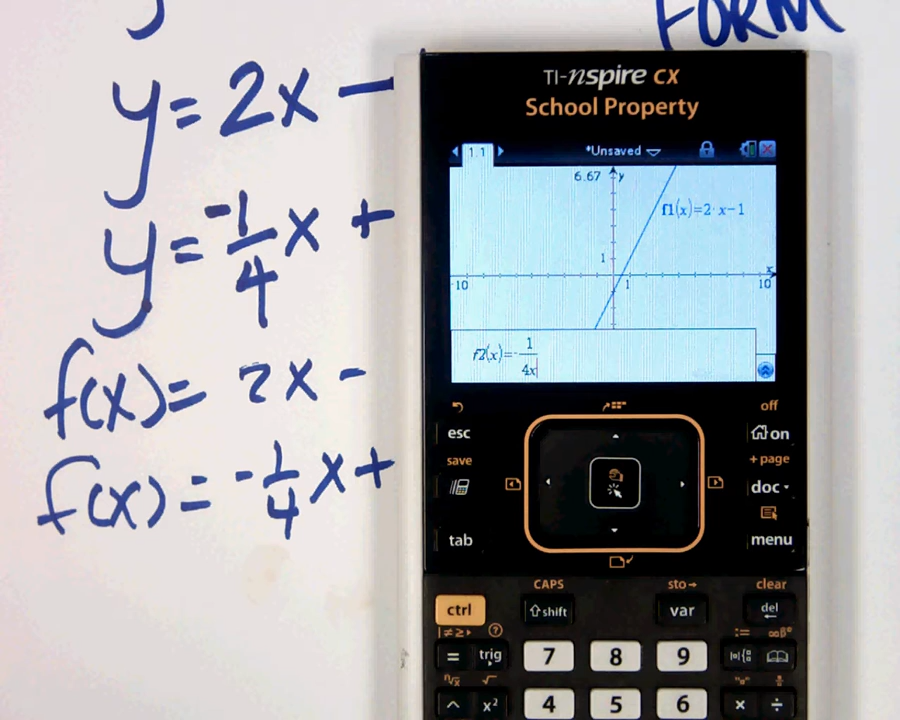 FORM
y = 2x -
y = -1/4 x +
f(x) = 2x -
f(x) = -1/4 x +
TI-nspire CX
School Property
1.1
*Unsaved
6.67 y
f1(x)=2·x-1
1
x
-10 1 10
f2(x)=-1/4x
off
esc
on
save
+page
doc
tab
menu
CAPS sto→ clear
ctrl shift var del
←
|≠≥▸ ? := ∞β°
= trig 7 8 9 |□|{
ⁿ√x √ "□"
^ x² 4 5 6 × ÷